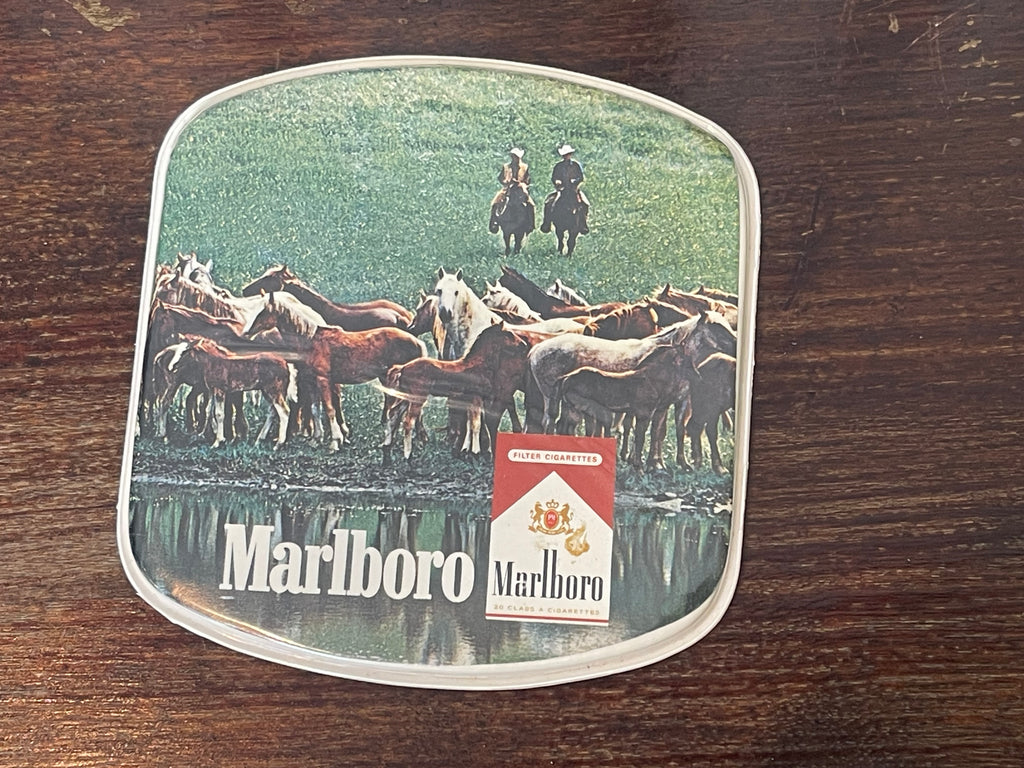 FILTER CIGARETTES
Marlboro
Marlboro
20 CLASS A CIGARETTES